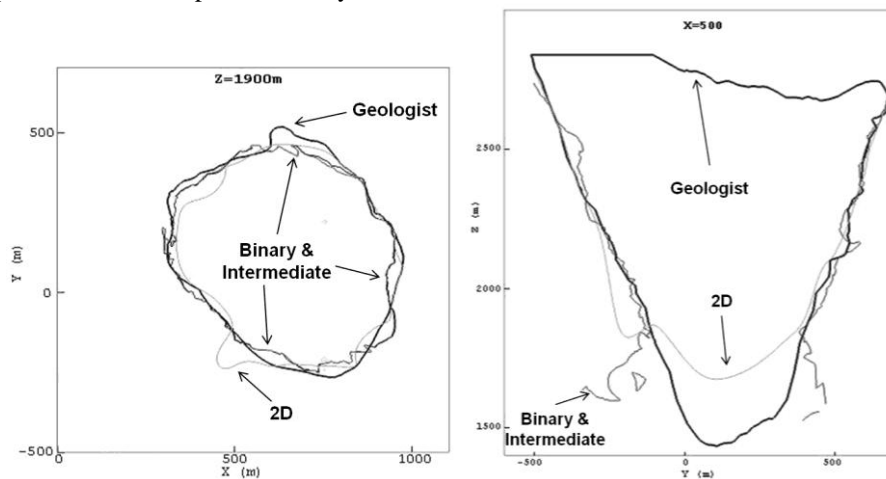 Z=1900m
Geologist
500
Binary &
Intermediate
Y (m)
0
2D
-500
0
500
1000
X (m)
X=500
2500
Geologist
Z (m)
2000
2D
Binary &
Intermediate
1500
-500
0
500
Y (m)